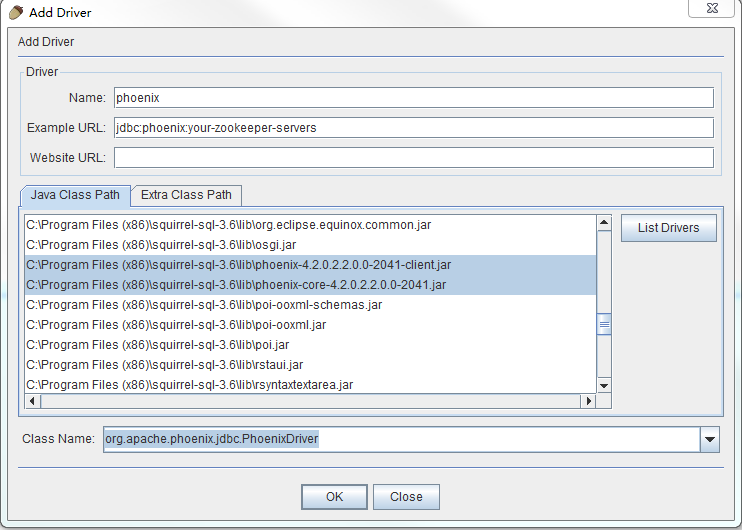 Add Driver
Add Driver
Driver
Name: phoenix
Example URL: jdbc:phoenix:your-zookeeper-servers
Website URL:
Java Class Path Extra Class Path
C:\Program Files (x86)\squirrel-sql-3.6\lib\org.eclipse.equinox.common.jar
C:\Program Files (x86)\squirrel-sql-3.6\lib\osgi.jar
C:\Program Files (x86)\squirrel-sql-3.6\lib\phoenix-4.2.0.2.2.0.0-2041-client.jar
C:\Program Files (x86)\squirrel-sql-3.6\lib\phoenix-core-4.2.0.2.2.0.0-2041.jar
C:\Program Files (x86)\squirrel-sql-3.6\lib\poi-ooxml-schemas.jar
C:\Program Files (x86)\squirrel-sql-3.6\lib\poi-ooxml.jar
C:\Program Files (x86)\squirrel-sql-3.6\lib\poi.jar
C:\Program Files (x86)\squirrel-sql-3.6\lib\rstaui.jar
C:\Program Files (x86)\squirrel-sql-3.6\lib\rsyntaxtextarea.jar
List Drivers
Class Name: org.apache.phoenix.jdbc.PhoenixDriver
OK Close